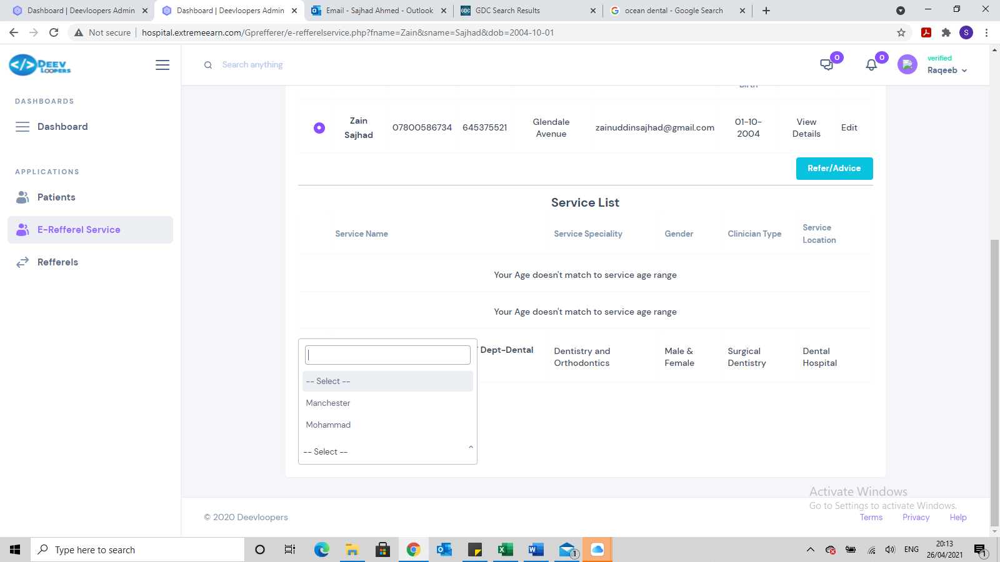 Dashboard | Deevloopers Admin
Dashboard | Deevloopers Admin
Email - Sajhad Ahmed - Outlook
GDC
GDC Search Results
ocean dental - Google Search
Not secure
hospital.extremeearn.com/Gprefferer/e-refferelservice.php?fname=Zain&sname=Sajhad&dob=2004-10-01
S
DEEV
LOOPERS
Search anything
0
0
verified
Raqeeb
DASHBOARDS
Dashboard
APPLICATIONS
Patients
E-Refferel Service
Refferels
Birth
Zain
Sajhad
07800586734
645375521
Glendale
Avenue
zainuddinsajhad@gmail.com
01-10-
2004
View
Details
Edit
Refer/Advice
Service List
Service Name
Service Speciality
Gender
Clinician Type
Service
Location
Your Age doesn't match to service age range
Your Age doesn't match to service age range
Dept-Dental
Dentistry and
Orthodontics
Male &
Female
Surgical
Dentistry
Dental
Hospital
-- Select --
Manchester
Mohammad
-- Select --
Activate Windows
Go to Settings to activate Windows.
© 2020 Deevloopers
Terms
Privacy
Help
Type here to search
1
ENG
20:13
26/04/2021
1